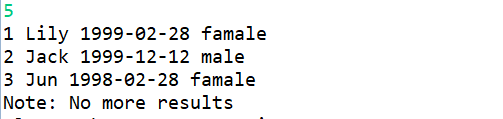 5
1 Lily 1999-02-28 famale
2 Jack 1999-12-12 male
3 Jun 1998-02-28 famale
Note: No more results